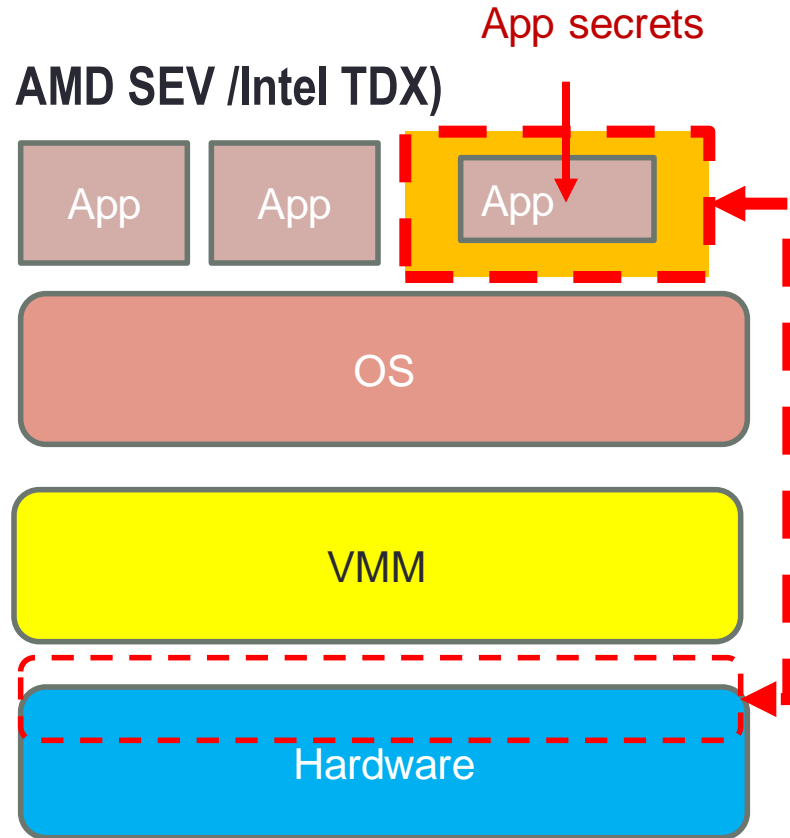 App secrets
AMD SEV /Intel TDX)
App
App
App
OS
VMM
Hardware